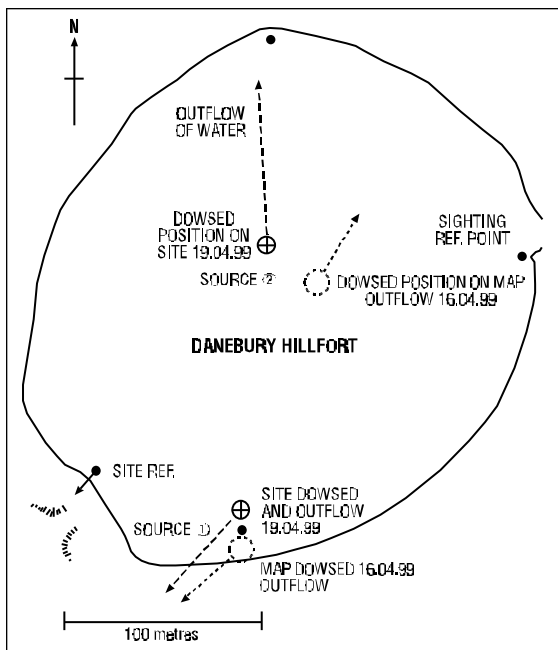 N
OUTFLOW
OF WATER
DOWSED
POSITION ON
SITE 19.04.99
SIGHTING
REF. POINT
SOURCE ②
DOWSED POSITION ON MAP
OUTFLOW 16.04.99
DANEBURY HILLFORT
SITE REF.
SITE DOWSED
AND OUTFLOW
19.04.99
SOURCE ①
MAP DOWSED 16.04.99
OUTFLOW
100 metres